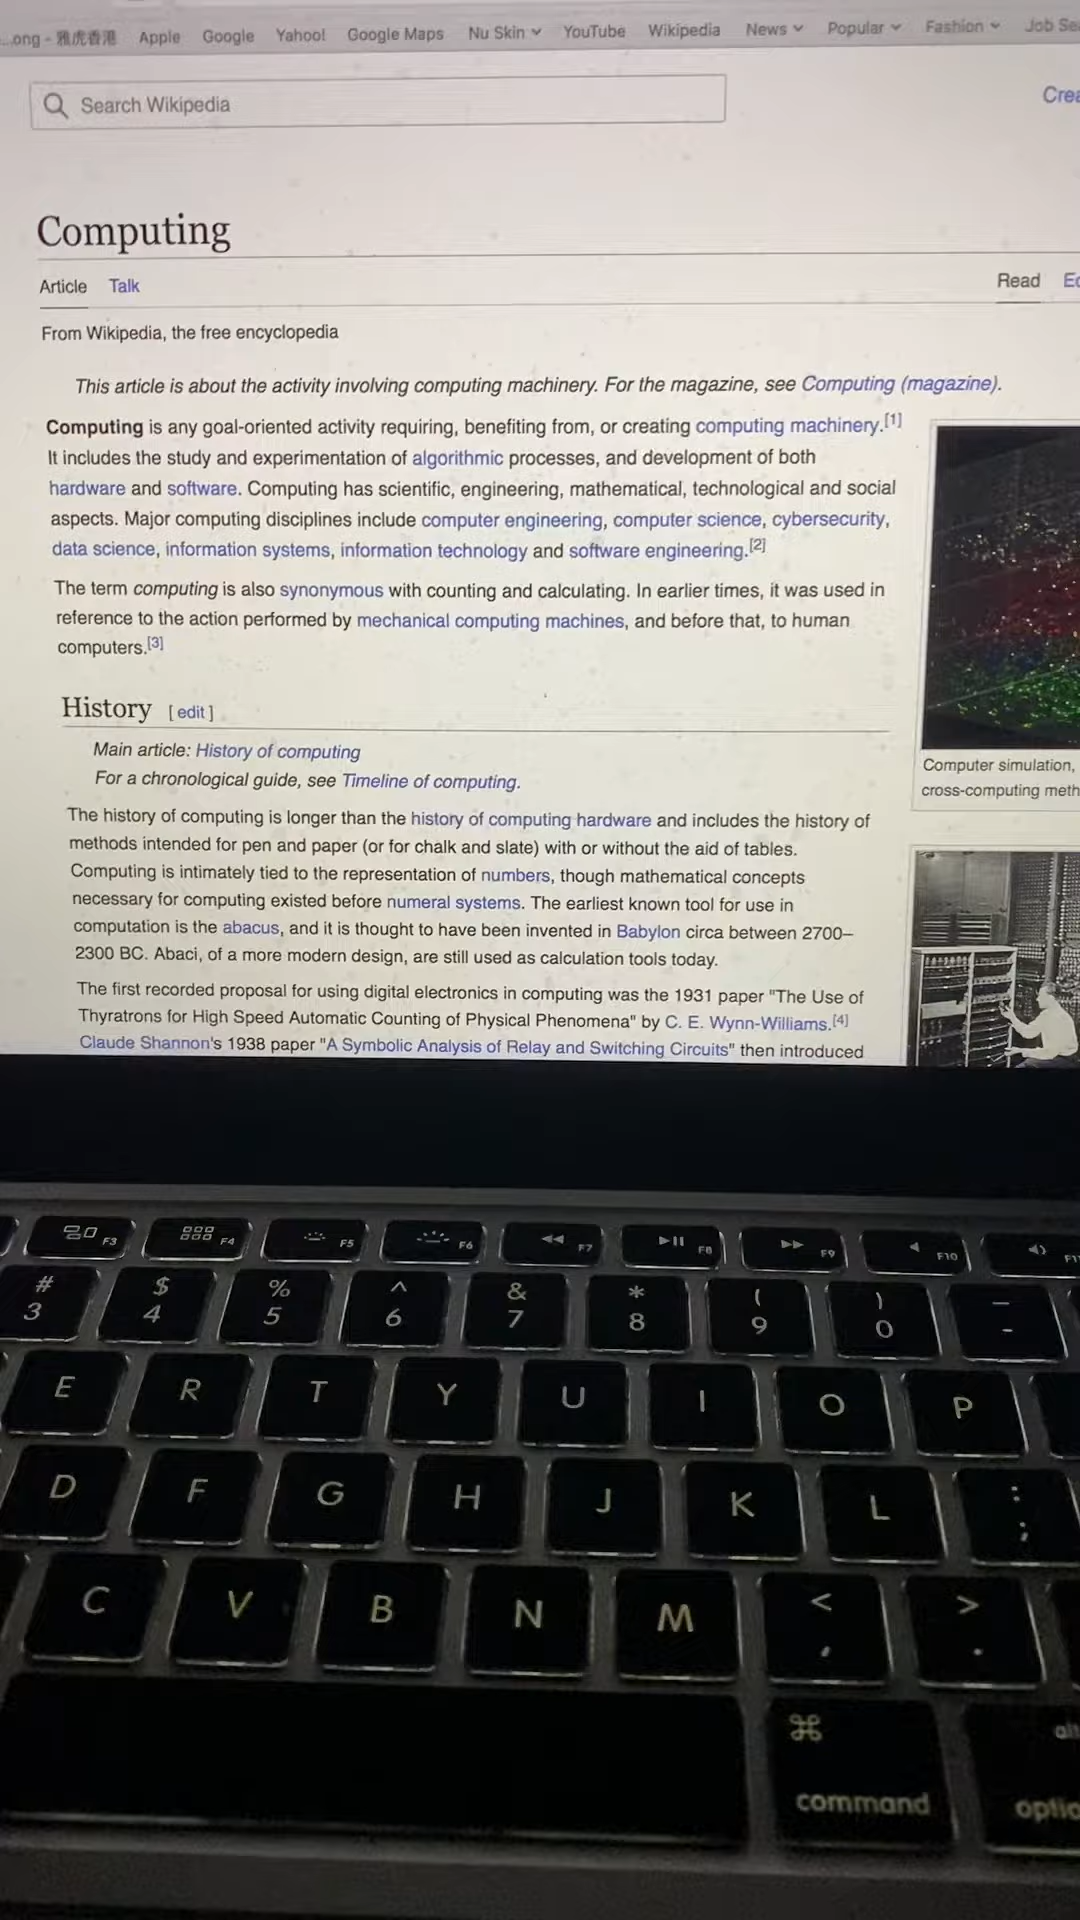 ...ong - 雅虎香港 Apple Google Yahoo! Google Maps Nu Skin YouTube Wikipedia News Popular Fashion Job
Search Wikipedia
Computing
Article Talk Read
From Wikipedia, the free encyclopedia
This article is about the activity involving computing machinery. For the magazine, see Computing (magazine).
Computing is any goal-oriented activity requiring, benefiting from, or creating computing machinery.[1]
It includes the study and experimentation of algorithmic processes, and development of both
hardware and software. Computing has scientific, engineering, mathematical, technological and social
aspects. Major computing disciplines include computer engineering, computer science, cybersecurity,
data science, information systems, information technology and software engineering.[2]
The term computing is also synonymous with counting and calculating. In earlier times, it was used in
reference to the action performed by mechanical computing machines, and before that, to human
computers.[3]
Computer simulation,
cross-computing meth
History [ edit ]
Main article: History of computing
For a chronological guide, see Timeline of computing.
The history of computing is longer than the history of computing hardware and includes the history of
methods intended for pen and paper (or for chalk and slate) with or without the aid of tables.
Computing is intimately tied to the representation of numbers, though mathematical concepts
necessary for computing existed before numeral systems. The earliest known tool for use in
computation is the abacus, and it is thought to have been invented in Babylon circa between 2700–
2300 BC. Abaci, of a more modern design, are still used as calculation tools today.
The first recorded proposal for using digital electronics in computing was the 1931 paper "The Use of
Thyratrons for High Speed Automatic Counting of Physical Phenomena" by C. E. Wynn-Williams.[4]
Claude Shannon's 1938 paper "A Symbolic Analysis of Relay and Switching Circuits" then introduced
F3 F4 F5 F6 F7 F8 F9 F10
# $ % ^ & * ( ) _
3 4 5 6 7 8 9 0 -
E R T Y U I O P
D F G H J K L : ;
C V B N M < , > .
⌘
command